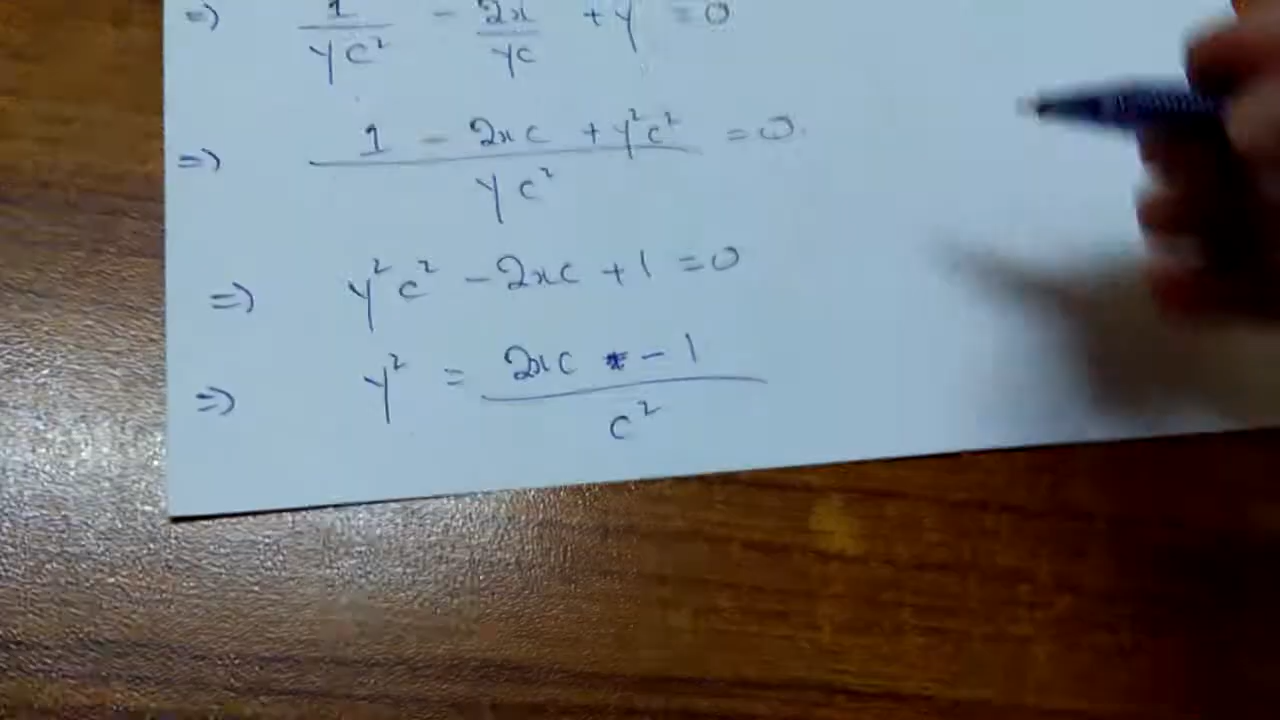 =) 1/yc² - 2x/yc + y = 0
=) (1 - 2xc + y²c²)/yc² = 0.
=) y²c² - 2xc + 1 = 0
=) y² = (2xc - 1)/c²